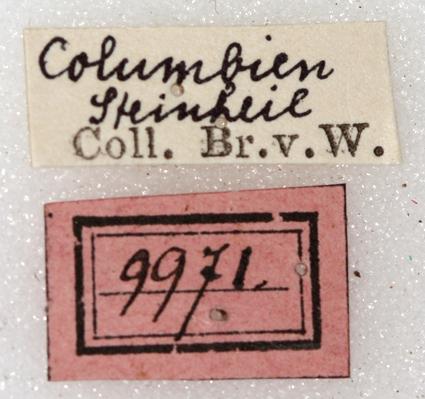 Columbien
Steinheil
Coll. Br.v.W.
9971.